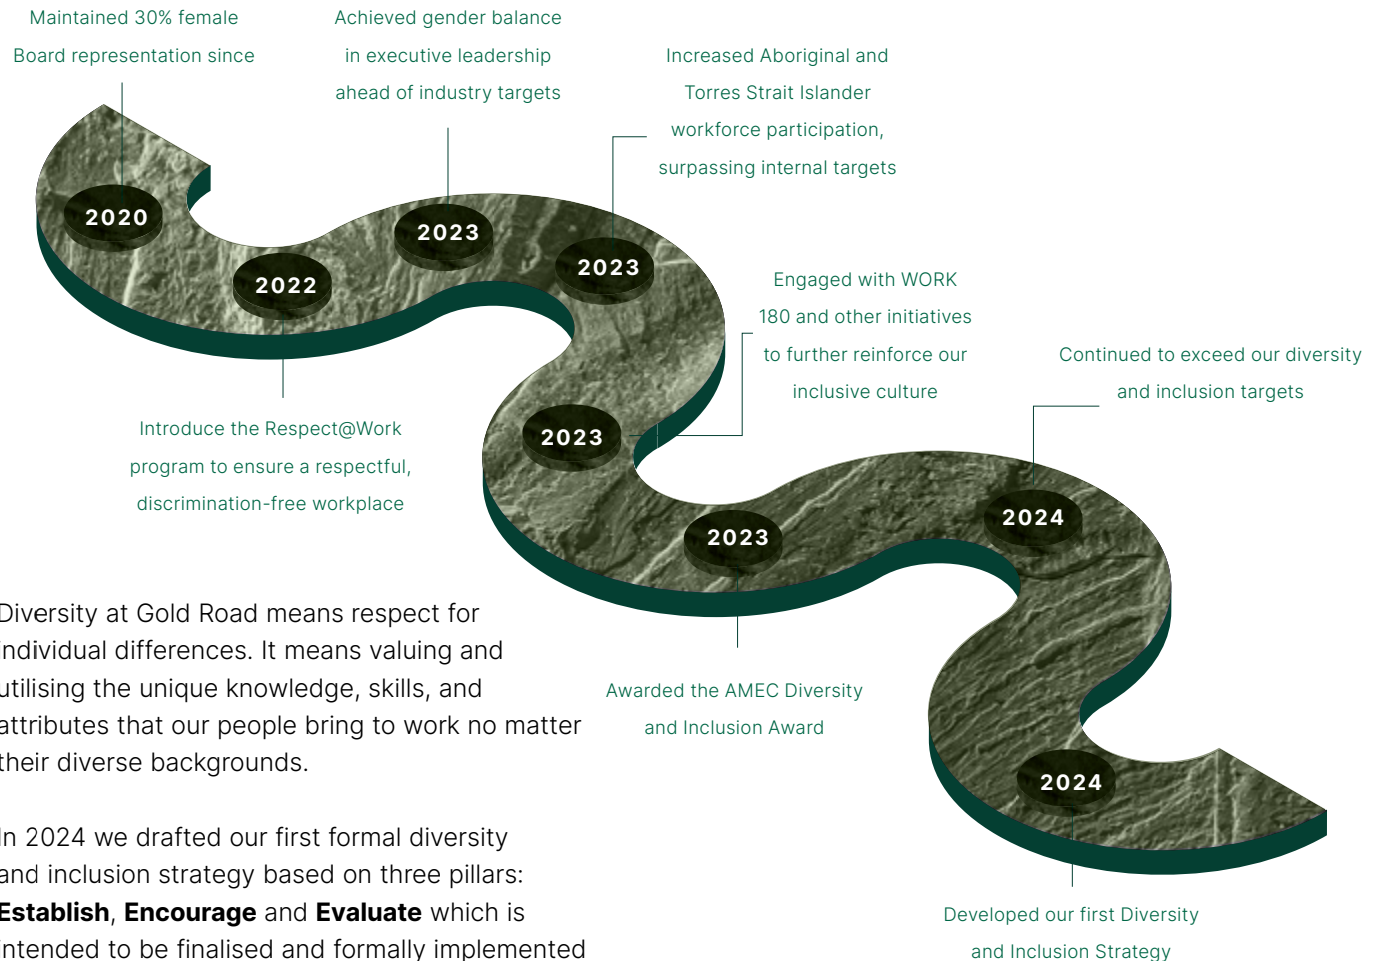 Maintained 30% female
Board representation since
2020
Introduce the Respect@Work
program to ensure a respectful,
discrimination-free workplace
2022
Achieved gender balance
in executive leadership
ahead of industry targets
2023
Increased Aboriginal and
Torres Strait Islander
workforce participation,
surpassing internal targets
2023
Engaged with WORK
180 and other initiatives
to further reinforce our
inclusive culture
2023
2023
Awarded the AMEC Diversity
and Inclusion Award
Continued to exceed our diversity
and inclusion targets
2024
2024
Developed our first Diversity
and Inclusion Strategy
Diversity at Gold Road means respect for
individual differences. It means valuing and
utilising the unique knowledge, skills, and
attributes that our people bring to work no matter
their diverse backgrounds.
In 2024 we drafted our first formal diversity
and inclusion strategy based on three pillars:
Establish, Encourage and Evaluate which is
intended to be finalised and formally implemented